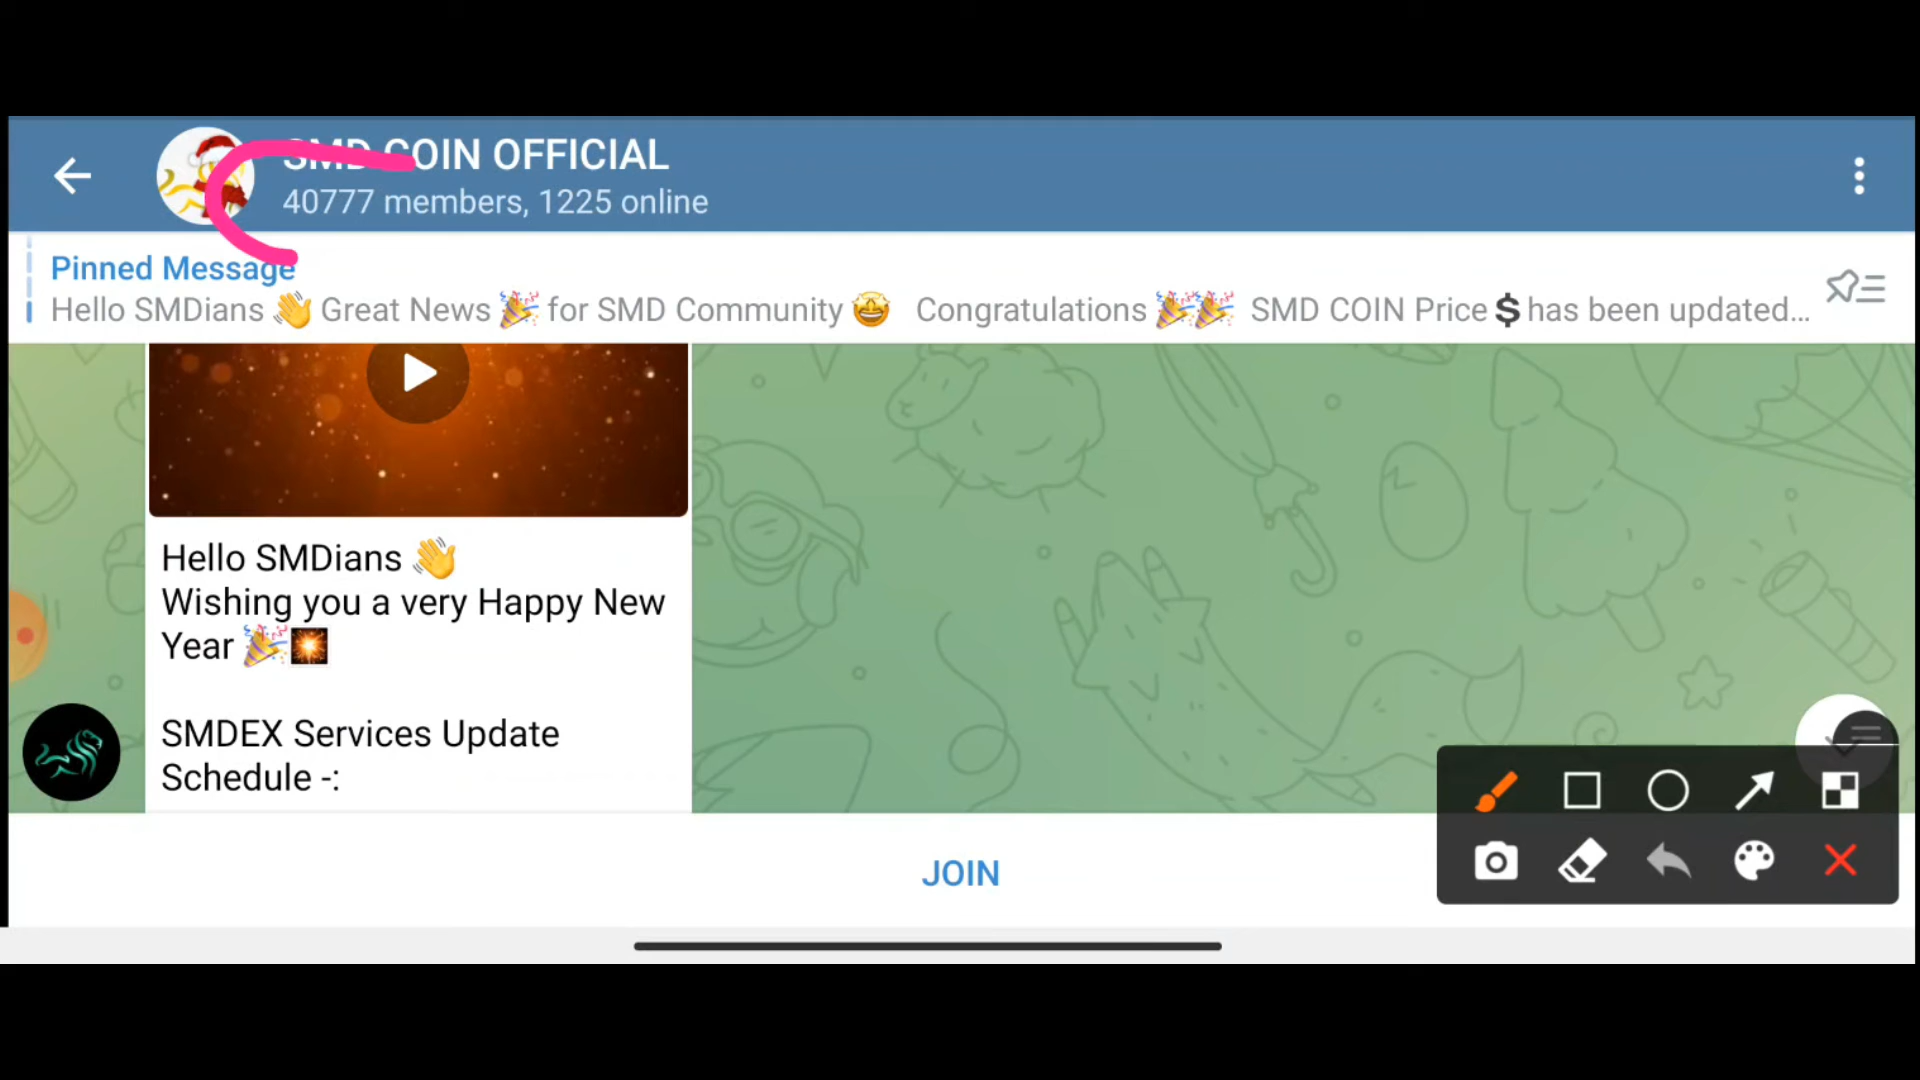 SMD COIN OFFICIAL
40777 members, 1225 online
Pinned Message
Hello SMDians 👋 Great News 🎉 for SMD Community 🤩 Congratulations 🎉🎉 SMD COIN Price 💲has been updated...
Hello SMDians 👋
Wishing you a very Happy New
Year 🎉🎇
SMDEX Services Update
Schedule -:
JOIN